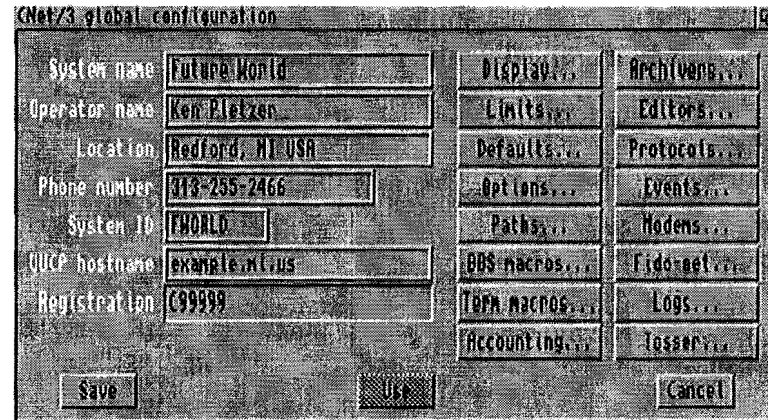 CNet/3 global configuration
System name Future World
Operator name Ken Pletzer
Location Redford, MI USA
Phone number 313-255-2466
System ID FWORLD
UUCP hostname example.mi.us
Registration C99999
Display... Archivers...
Limits... Editors...
Defaults... Protocols...
Options... Events...
Paths... Modems...
BBS macros... Fido-net...
Term macros... Logs...
Accounting... Tosser...
Save Use Cancel